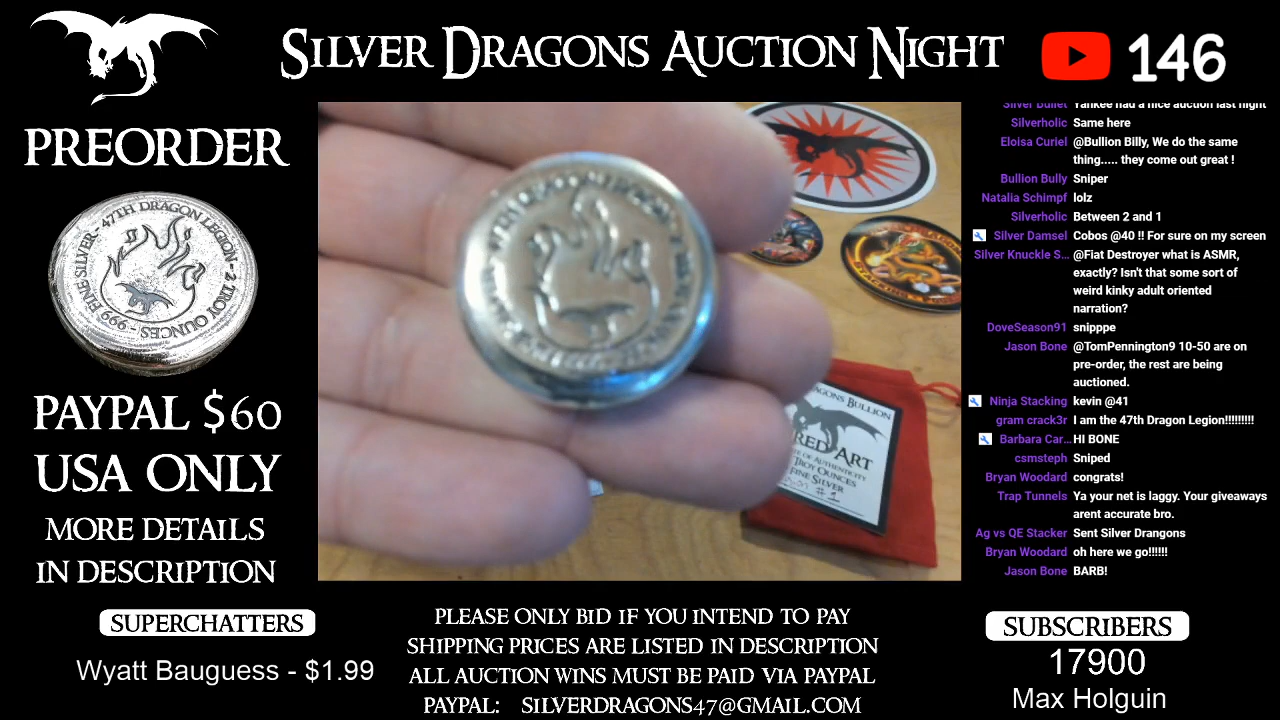 SILVER DRAGONS AUCTION NIGHT
146
PREORDER
47TH DRAGON LEGION - 2 TROY OUNCES - 999 FINE SILVER -
PAYPAL $60
USA ONLY
MORE DETAILS
IN DESCRIPTION
SUPERCHATTERS
Wyatt Bauguess - $1.99
RED ART
TROY OUNCES
FINE SILVER
Silver Bullet Yankee had a nice auction last night
Silverholic Same here
Eloisa Curiel @Bullion Billy, We do the same
thing..... they come out great !
Bullion Bully Sniper
Natalia Schimpf lolz
Silverholic Between 2 and 1
Silver Damsel Cobos @40 !! For sure on my screen
Silver Knuckle S... @Fiat Destroyer what is ASMR,
exactly? Isn't that some sort of
weird kinky adult oriented
narration?
DoveSeason91 snipppe
Jason Bone @TomPennington9 10-50 are on
pre-order, the rest are being
auctioned.
Ninja Stacking kevin @41
gram crack3r I am the 47th Dragon Legion!!!!!!!!!
Barbara Car... HI BONE
csmsteph Sniped
Bryan Woodard congrats!
Trap Tunnels Ya your net is laggy. Your giveaways
arent accurate bro.
Ag vs QE Stacker Sent Silver Drangons
Bryan Woodard oh here we go!!!!!!
Jason Bone BARB!
PLEASE ONLY BID IF YOU INTEND TO PAY
SHIPPING PRICES ARE LISTED IN DESCRIPTION
ALL AUCTION WINS MUST BE PAID VIA PAYPAL
PAYPAL: SILVERDRAGONS47@GMAIL.COM
SUBSCRIBERS
17900
Max Holguin